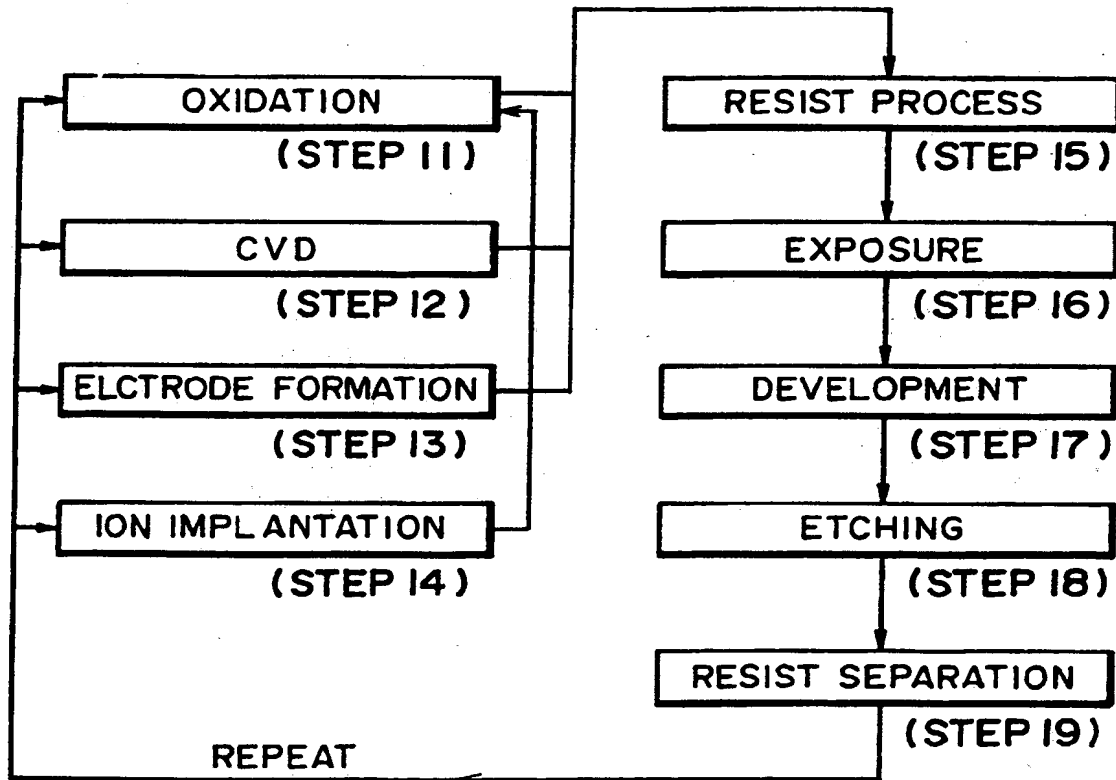 OXIDATION
(STEP 11)
CVD
(STEP 12)
ELCTRODE FORMATION
(STEP 13)
ION IMPLANTATION
(STEP 14)
RESIST PROCESS
(STEP 15)
EXPOSURE
(STEP 16)
DEVELOPMENT
(STEP 17)
ETCHING
(STEP 18)
RESIST SEPARATION
(STEP 19)
REPEAT